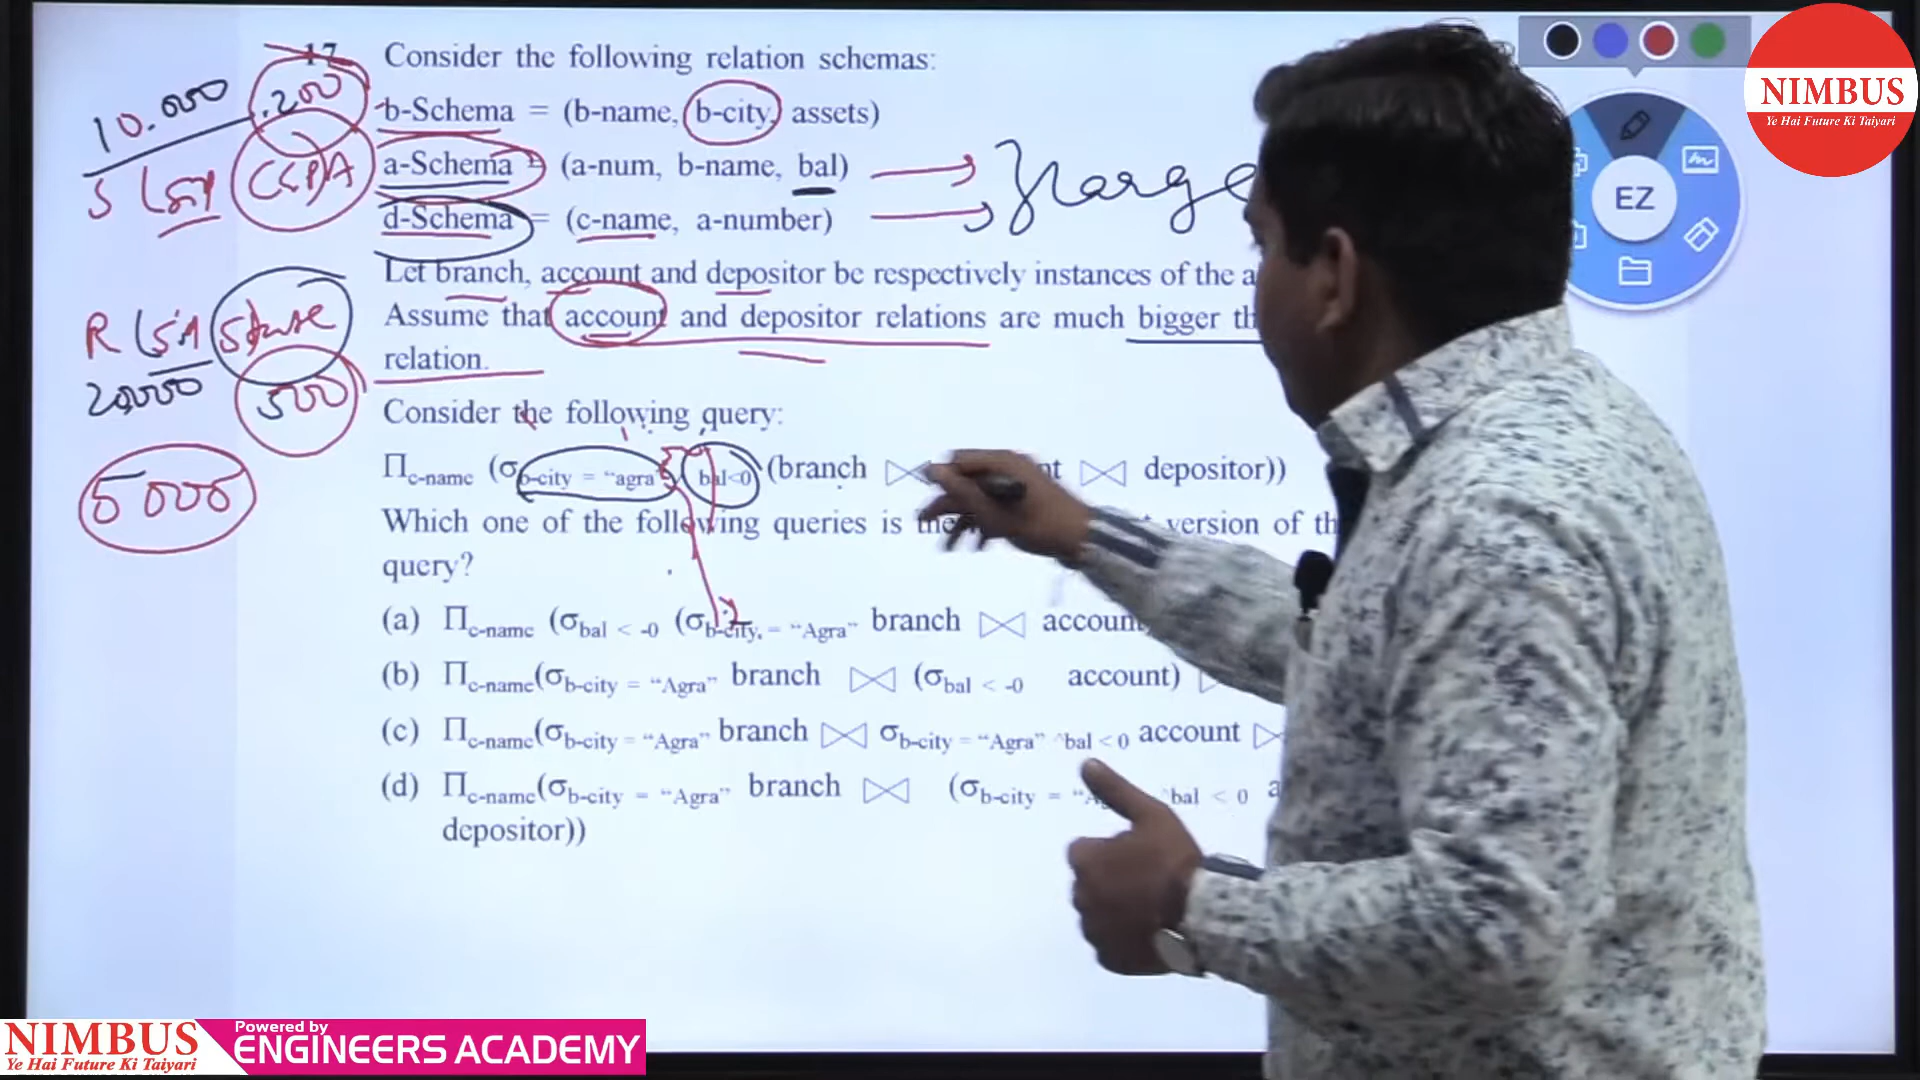 17 Consider the following relation schemas:
10.000 .200
b-Schema = (b-name, b-city, assets)
a-Schema = (a-num, b-name, bal)
CGPA
d-Schema = (c-name, a-number)
Let branch, account and depositor be respectively instances of the a
Assume that account and depositor relations are much bigger th
relation.
R
20,000 500
Consider the following query:
5000
Πc-name (σb-city = “agra” bal<0 (branch ⋈ ⋈ depositor))
Which one of the following queries is the version of th
query?
(a) Πc-name (σbal < -0 (σb-city. = “Agra” branch ⋈ account
(b) Πc-name(σb-city = “Agra” branch ⋈ (σbal < -0 account) ⋈
(c) Πc-name(σb-city = “Agra” branch ⋈ σb-city = “Agra” ^bal < 0 account ⋈
(d) Πc-name(σb-city = “Agra” branch ⋈ (σb-city = ^bal < 0 a
depositor))
EZ
NIMBUS
Ye Hai Future Ki Taiyari
NIMBUS
Ye Hai Future Ki Taiyari
Powered by
ENGINEERS ACADEMY